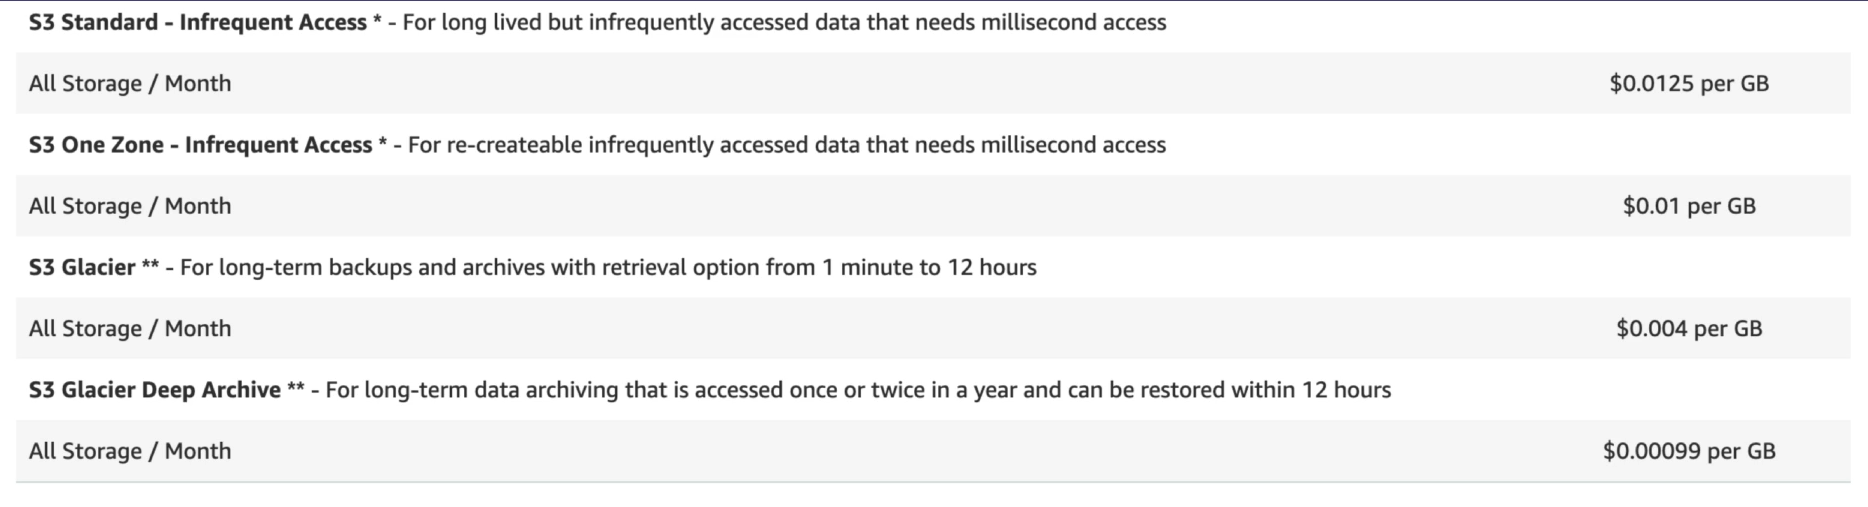 S3 Standard - Infrequent Access * - For long lived but infrequently accessed data that needs millisecond access
All Storage / Month $0.0125 per GB
S3 One Zone - Infrequent Access * - For re-createable infrequently accessed data that needs millisecond access
All Storage / Month $0.01 per GB
S3 Glacier ** - For long-term backups and archives with retrieval option from 1 minute to 12 hours
All Storage / Month $0.004 per GB
S3 Glacier Deep Archive ** - For long-term data archiving that is accessed once or twice in a year and can be restored within 12 hours
All Storage / Month $0.00099 per GB